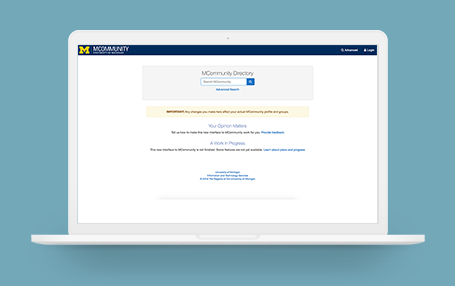 M MCOMMUNITY
UNIVERSITY OF MICHIGAN
Advanced Login
MCommunity Directory
Search MCommunity
Advanced Search
IMPORTANT: Any changes you make here affect your actual MCommunity profile and groups.
Your Opinion Matters
Tell us how to make this new interface to MCommunity work for you. Provide feedback.
A Work In Progress
This new interface to MCommunity is not finished. Some features are not yet available. Learn about plans and progress.
University of Michigan
Information and Technology Services
© 2018 The Regents of the University of Michigan